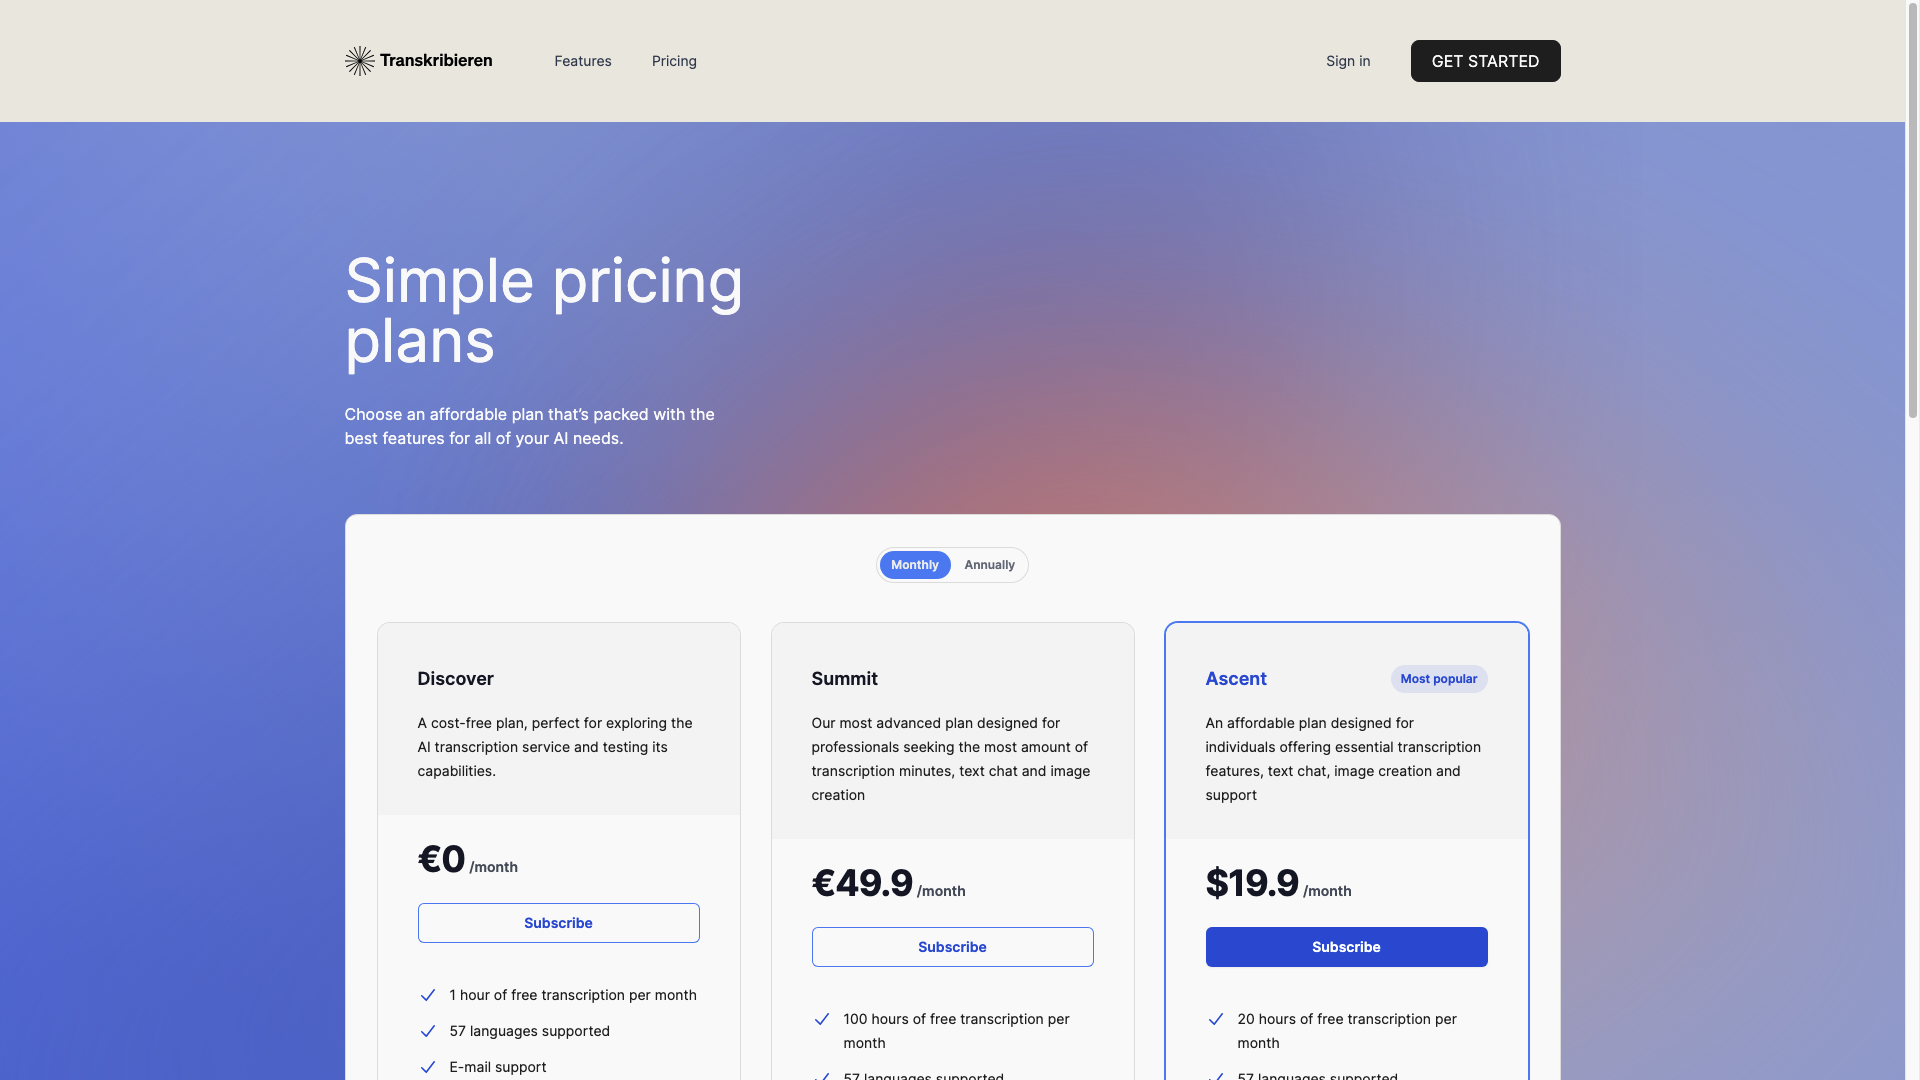 Transkribieren
Features
Pricing
Sign in
GET STARTED
Simple pricing
plans
Choose an affordable plan that’s packed with the
best features for all of your AI needs.
Monthly
Annually
Discover
A cost-free plan, perfect for exploring the
AI transcription service and testing its
capabilities.
€0 /month
Subscribe
1 hour of free transcription per month
57 languages supported
E-mail support
Summit
Our most advanced plan designed for
professionals seeking the most amount of
transcription minutes, text chat and image
creation
€49.9 /month
Subscribe
100 hours of free transcription per
month
57 languages supported
Ascent
Most popular
An affordable plan designed for
individuals offering essential transcription
features, text chat, image creation and
support
$19.9 /month
Subscribe
20 hours of free transcription per
month
57 languages supported